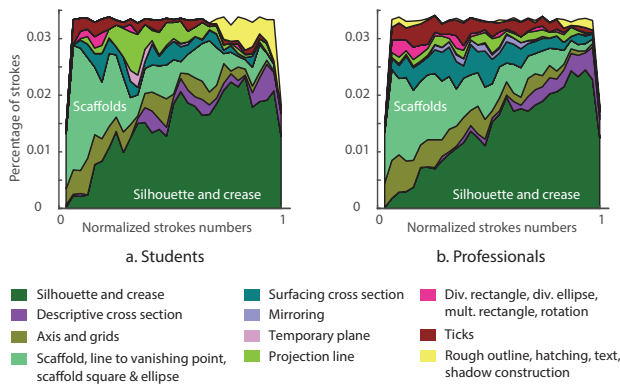 Percentage of strokes
0.03
0.02
0.01
0
Scaffolds
Silhouette and crease
0
1
Normalized strokes numbers
a. Students
0.03
0.02
0.01
0
Scaffolds
Silhouette and crease
0
1
Normalized strokes numbers
b. Professionals
Silhouette and crease
Descriptive cross section
Axis and grids
Scaffold, line to vanishing point,
scaffold square & ellipse
Surfacing cross section
Mirroring
Temporary plane
Projection line
Div. rectangle, div. ellipse,
mult. rectangle, rotation
Ticks
Rough outline, hatching, text,
shadow construction